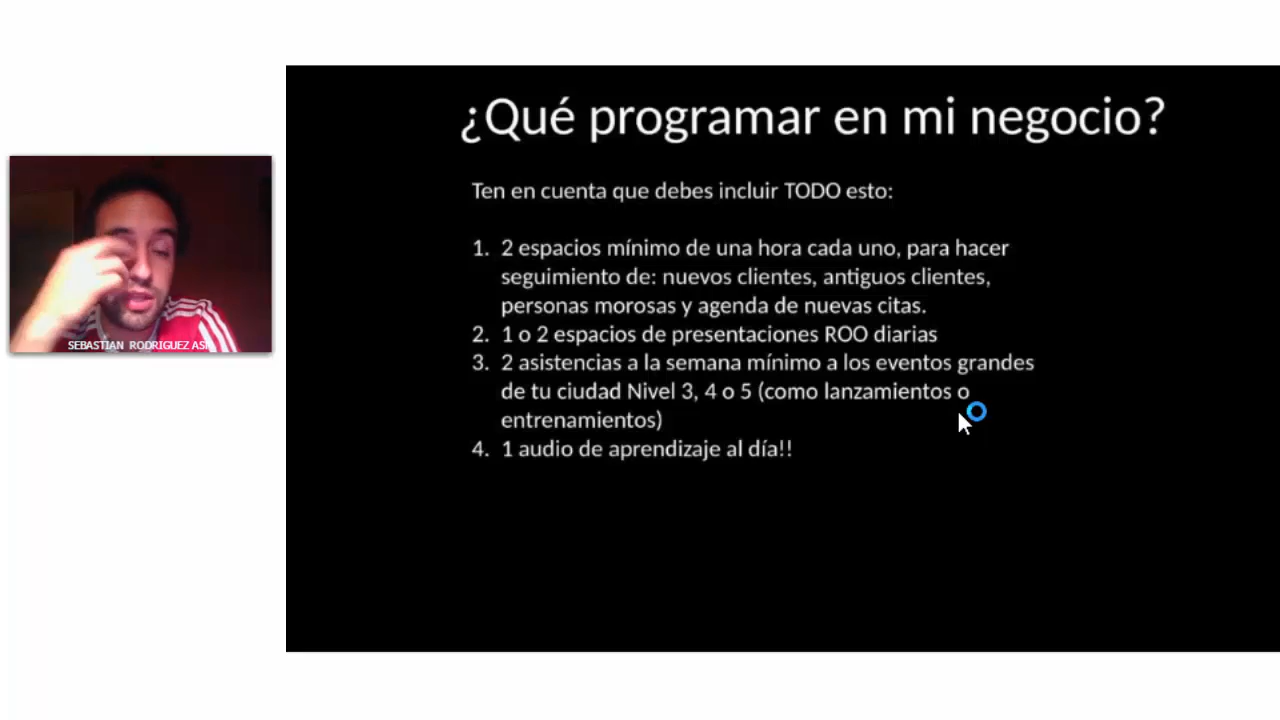 ¿Qué programar en mi negocio?
Ten en cuenta que debes incluir TODO esto:
1. 2 espacios mínimo de una hora cada uno, para hacer
seguimiento de: nuevos clientes, antiguos clientes,
personas morosas y agenda de nuevas citas.
2. 1 o 2 espacios de presentaciones ROO diarias
3. 2 asistencias a la semana mínimo a los eventos grandes
de tu ciudad Nivel 3, 4 o 5 (como lanzamientos o
entrenamientos)
4. 1 audio de aprendizaje al día!!
SEBASTIAN RODRIGUEZ